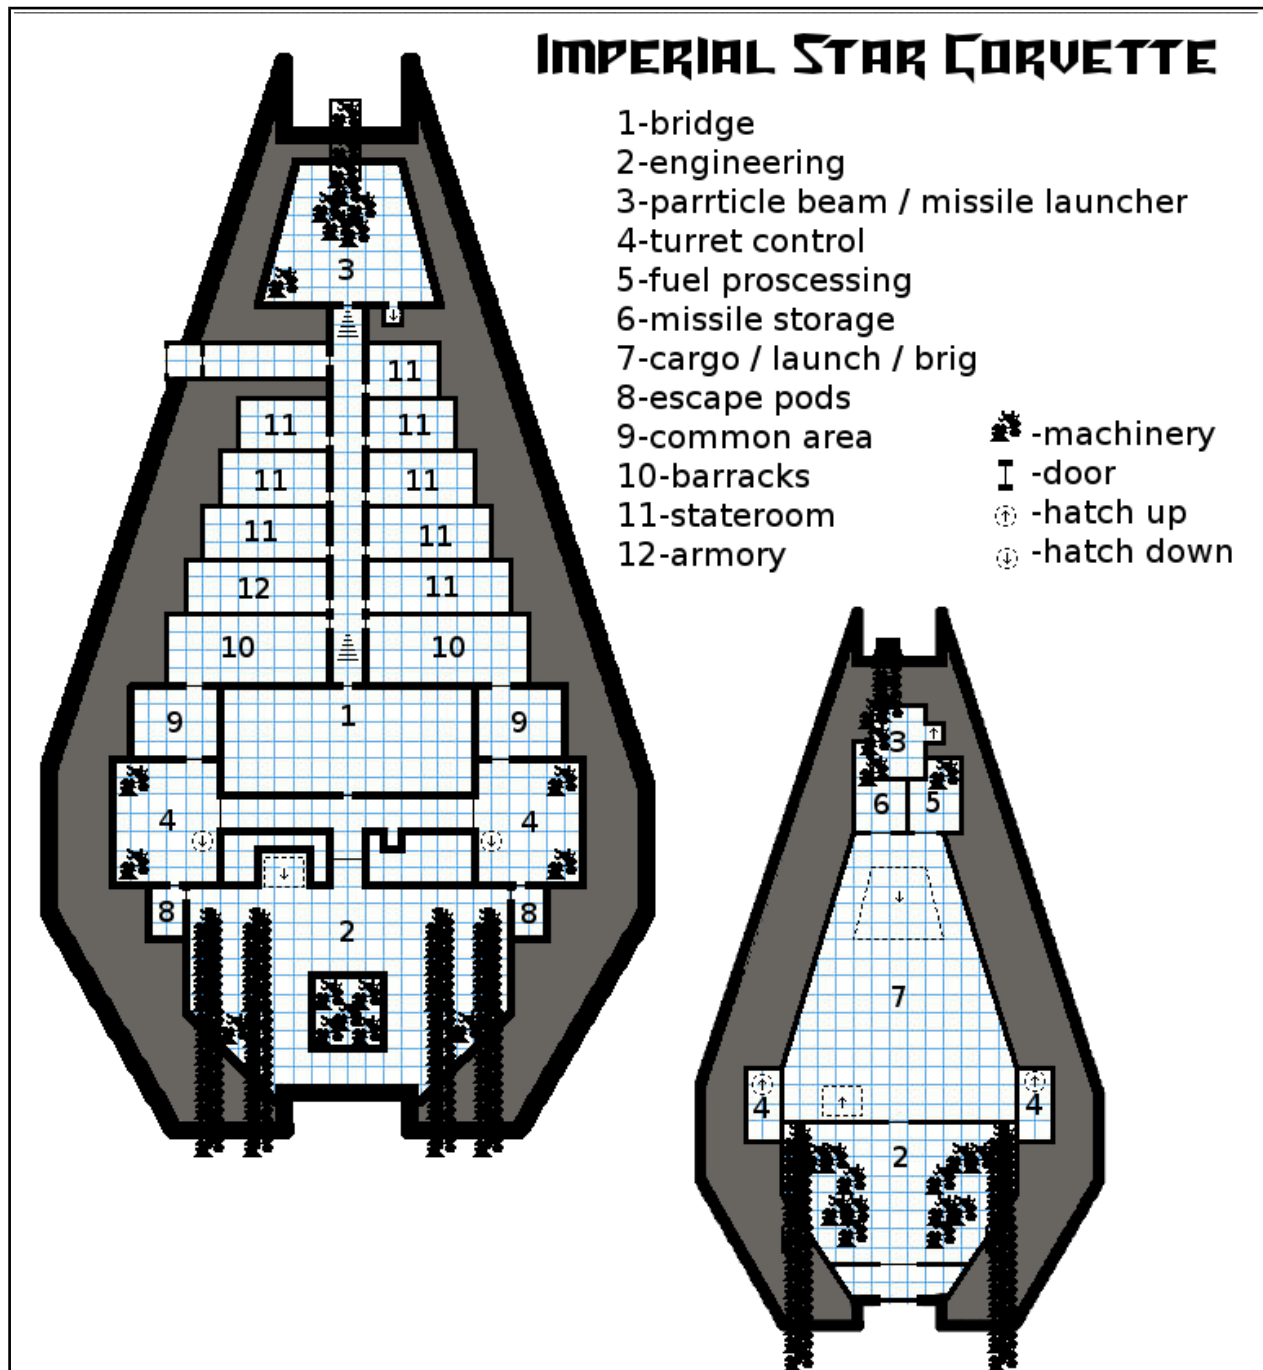 IMPERIAL STAR CORVETTE
1-bridge
2-engineering
3-parrticle beam / missile launcher
4-turret control
5-fuel proscessing
6-missile storage
7-cargo / launch / brig
8-escape pods
9-common area
10-barracks
11-stateroom
12-armory
-machinery
-door
-hatch up
-hatch down
3
11
11 11
11 11
11 11
12 11
10 10
9 1 9
4 4
8 2 8
3
6 5
7
4 4
2